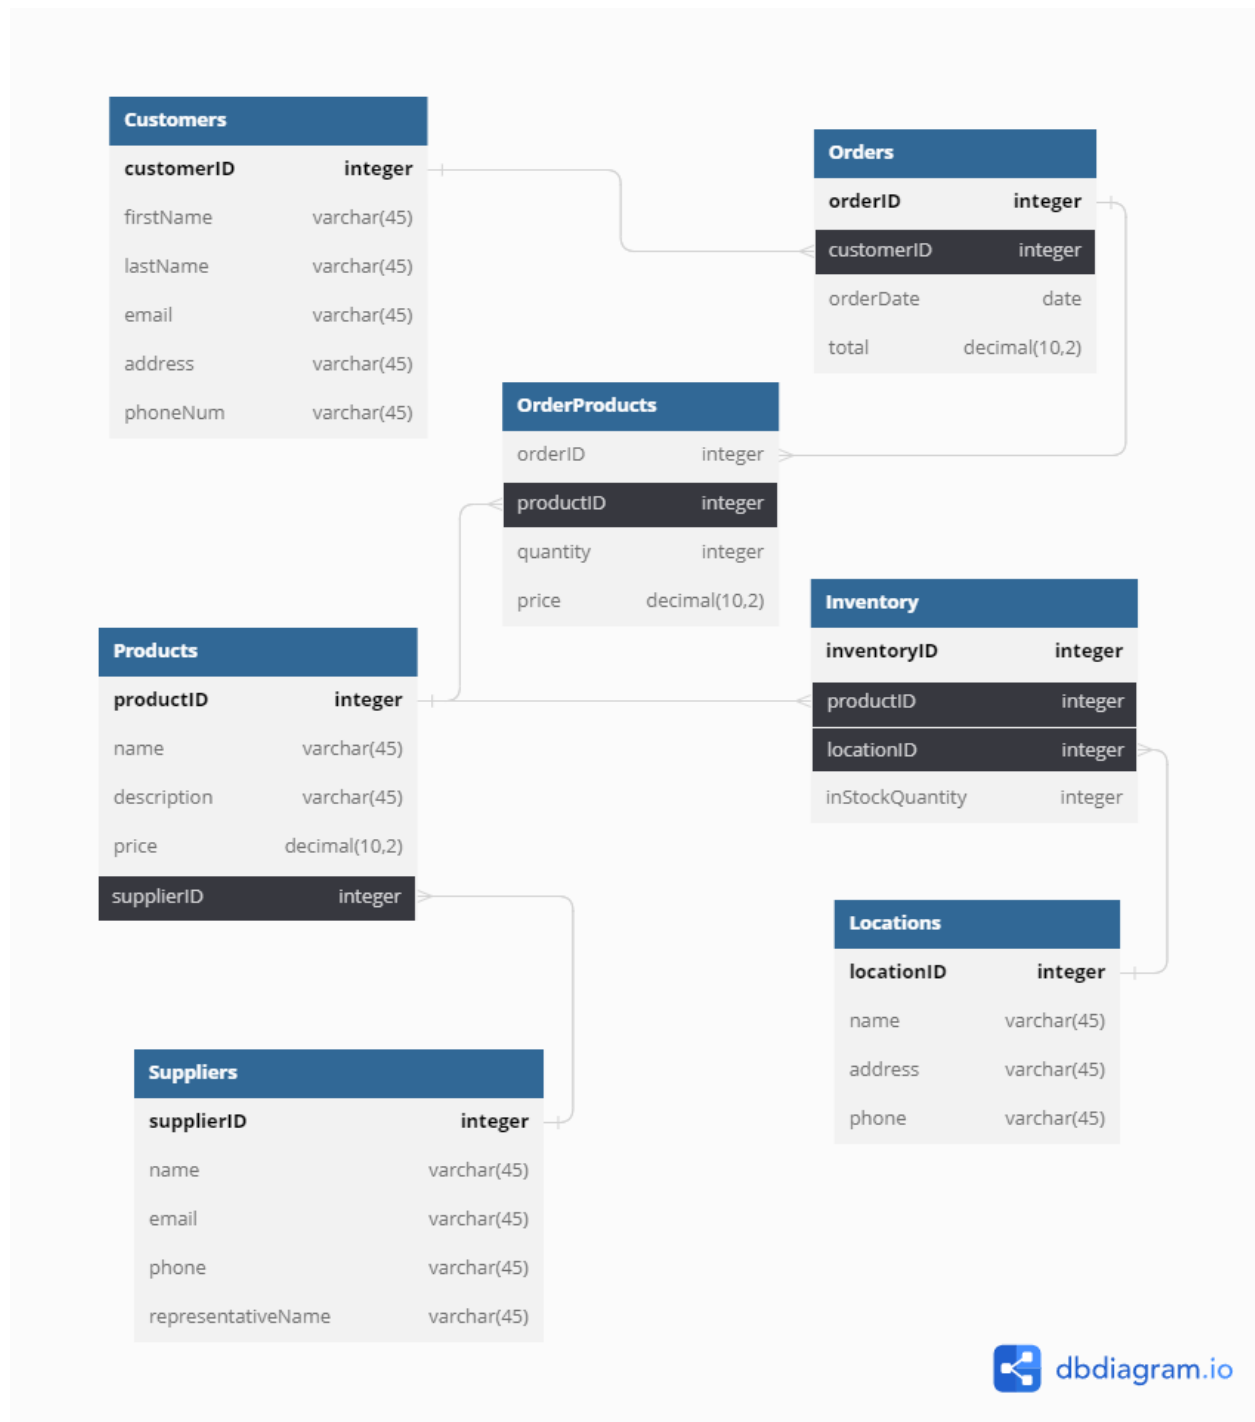 Customers
customerID integer
firstName varchar(45)
lastName varchar(45)
email varchar(45)
address varchar(45)
phoneNum varchar(45)
Orders
orderID integer
customerID integer
orderDate date
total decimal(10,2)
OrderProducts
orderID integer
productID integer
quantity integer
price decimal(10,2)
Products
productID integer
name varchar(45)
description varchar(45)
price decimal(10,2)
supplierID integer
Inventory
inventoryID integer
productID integer
locationID integer
inStockQuantity integer
Locations
locationID integer
name varchar(45)
address varchar(45)
phone varchar(45)
Suppliers
supplierID integer
name varchar(45)
email varchar(45)
phone varchar(45)
representativeName varchar(45)
dbdiagram.io